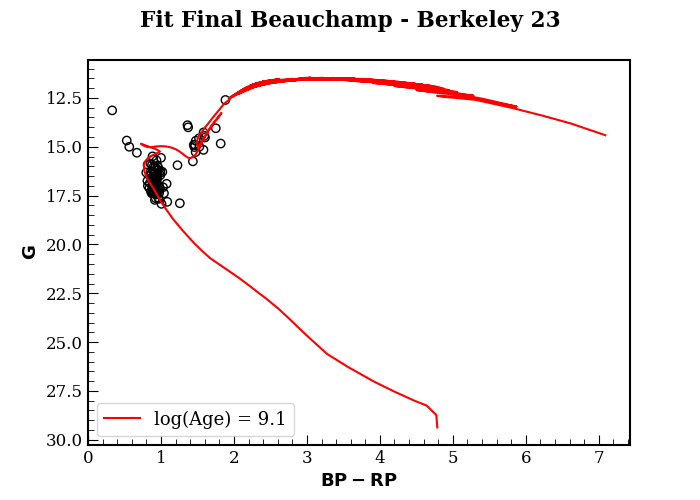 Fit Final Beauchamp - Berkeley 23
12.5
15.0
17.5
20.0
22.5
25.0
27.5
30.0
G
log(Age) = 9.1
0 1 2 3 4 5 6 7
BP − RP